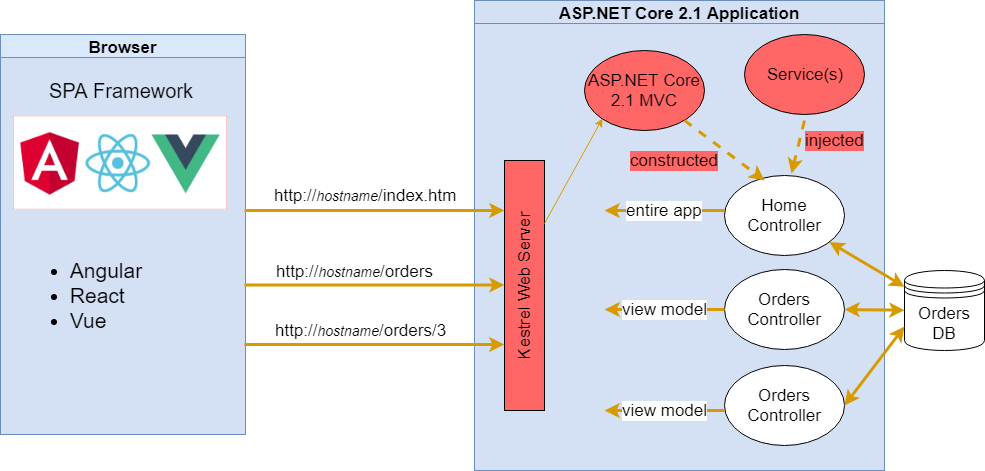 Browser
SPA Framework
A
• Angular
• React
• Vue
http://hostname/index.htm
http://hostname/orders
http://hostname/orders/3
ASP.NET Core 2.1 Application
Kestrel Web Server
ASP.NET Core
2.1 MVC
Service(s)
constructed
injected
entire app
Home
Controller
view model
Orders
Controller
view model
Orders
Controller
Orders
DB